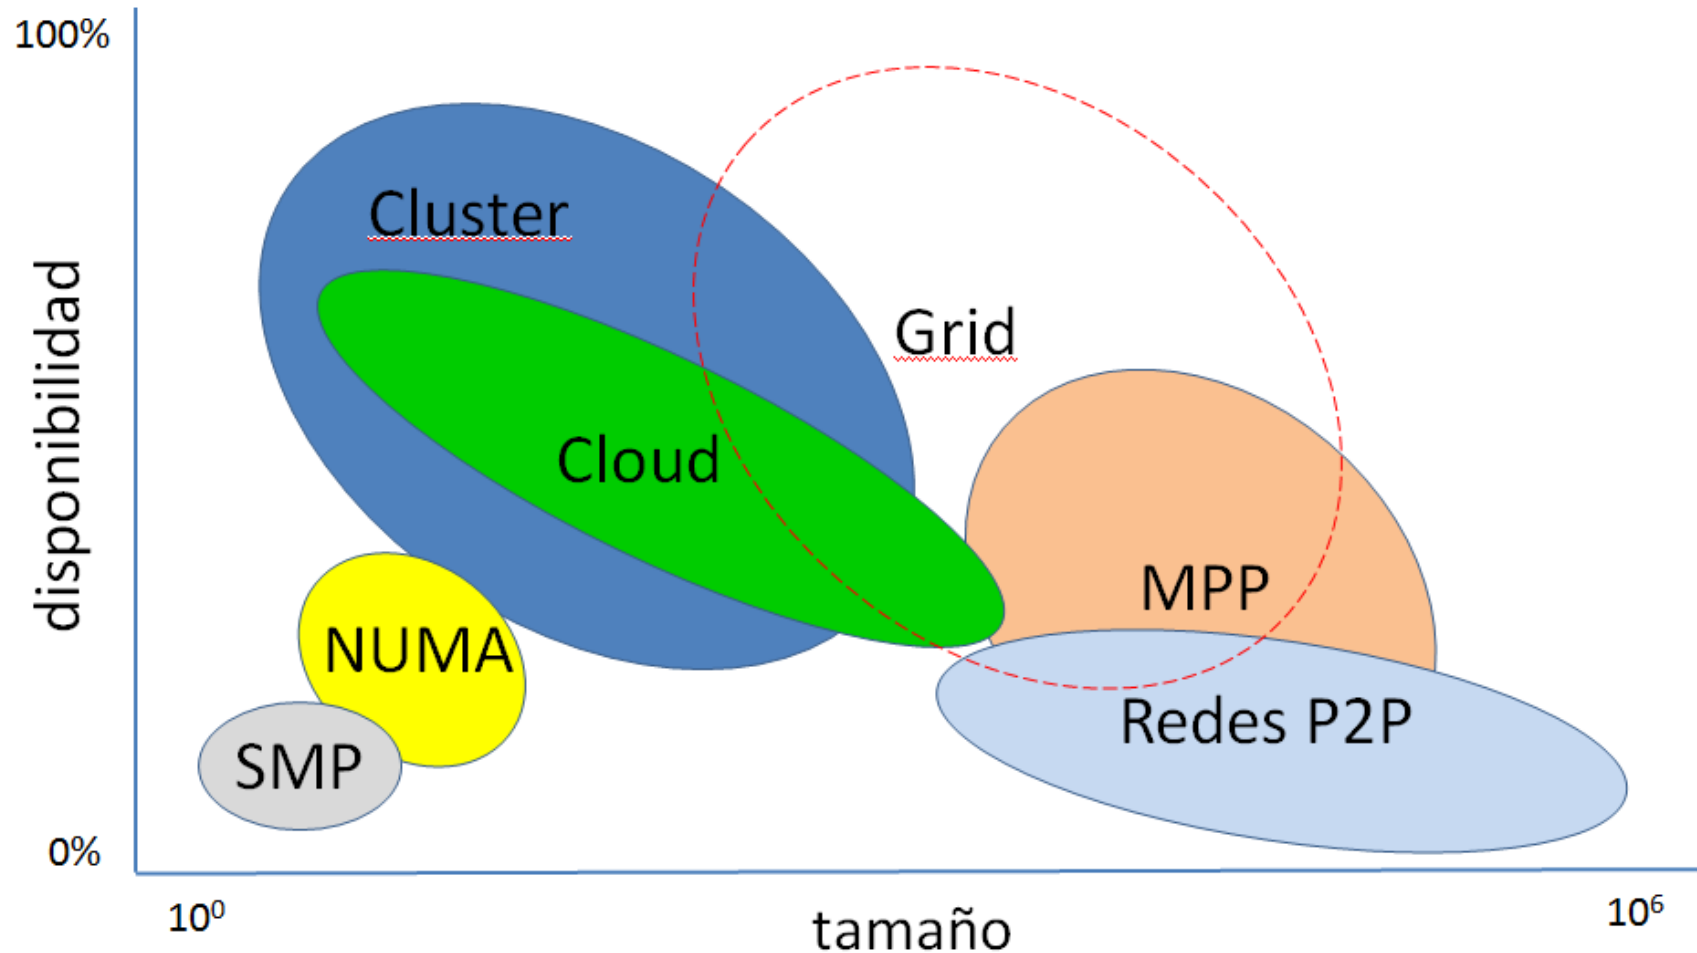 100%
Cluster
disponibilidad
Grid
Cloud
MPP
NUMA
Redes P2P
SMP
0%
10⁰
tamaño
10⁶